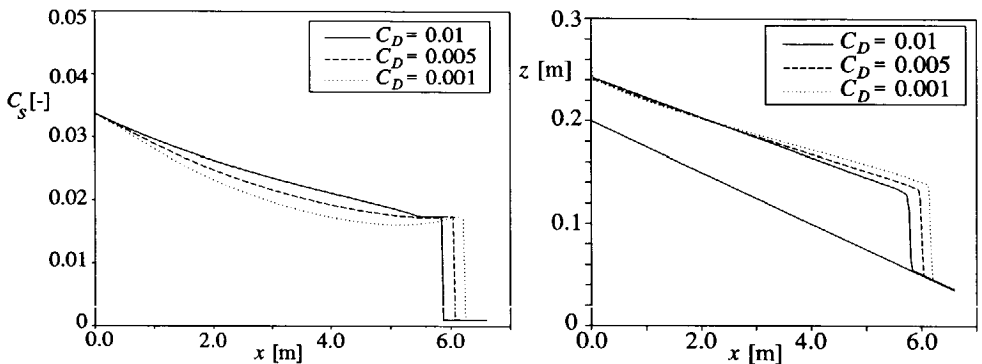 0.05
0.04
C_s [-]
0.03
0.02
0.01
0
0.0
2.0
4.0
6.0
x [m]
C_D = 0.01
C_D = 0.005
C_D = 0.001
0.3
z [m]
0.2
0.1
0
0.0
2.0
4.0
6.0
x [m]
C_D = 0.01
C_D = 0.005
C_D = 0.001